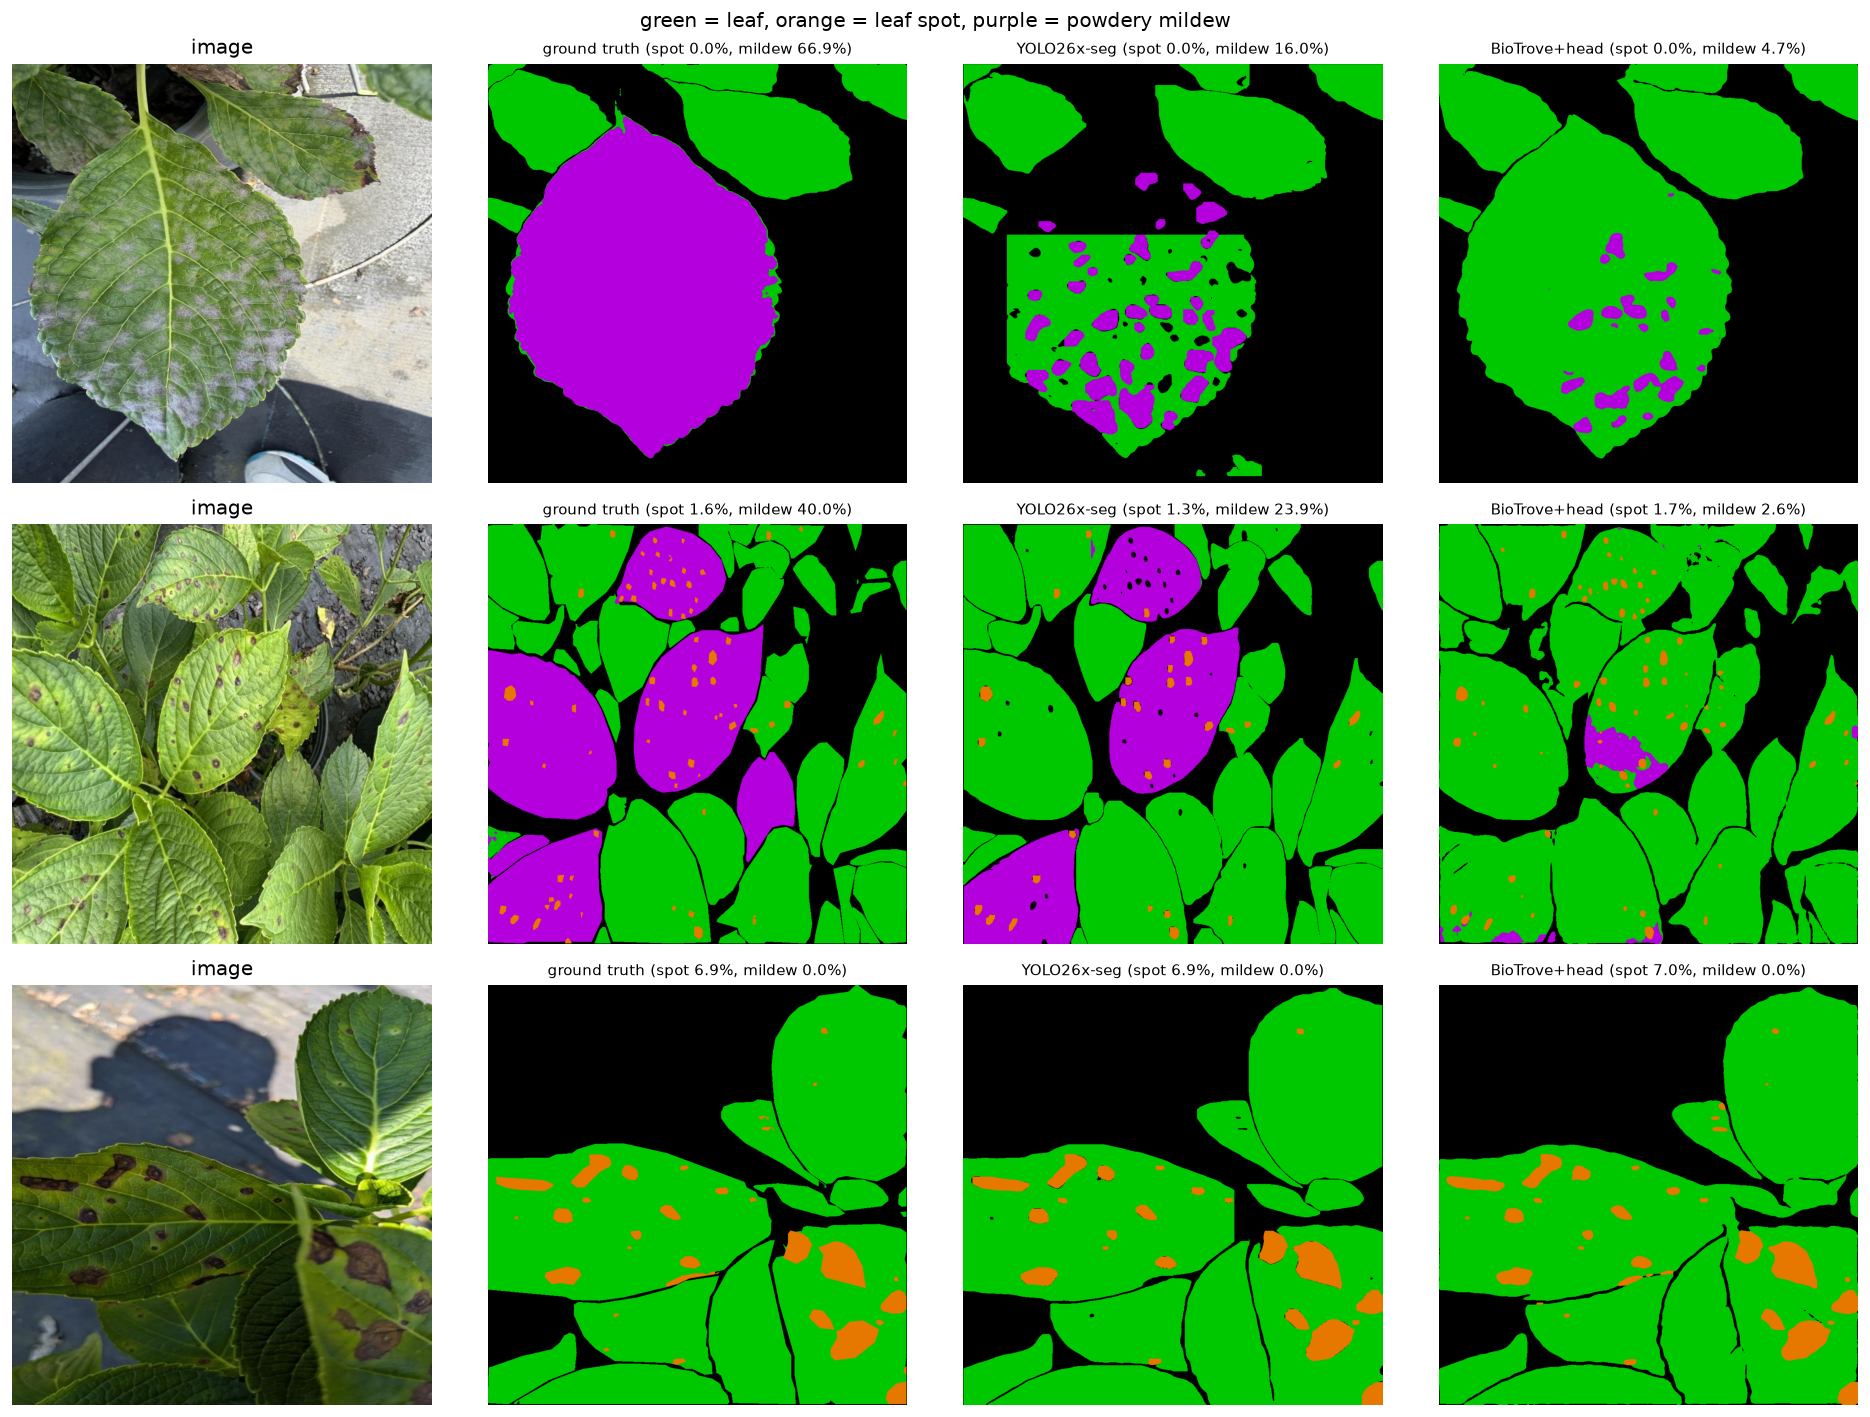 green = leaf, orange = leaf spot, purple = powdery mildew
image
ground truth (spot 0.0%, mildew 66.9%)
YOLO26x-seg (spot 0.0%, mildew 16.0%)
BioTrove+head (spot 0.0%, mildew 4.7%)
image
ground truth (spot 1.6%, mildew 40.0%)
YOLO26x-seg (spot 1.3%, mildew 23.9%)
BioTrove+head (spot 1.7%, mildew 2.6%)
image
ground truth (spot 6.9%, mildew 0.0%)
YOLO26x-seg (spot 6.9%, mildew 0.0%)
BioTrove+head (spot 7.0%, mildew 0.0%)